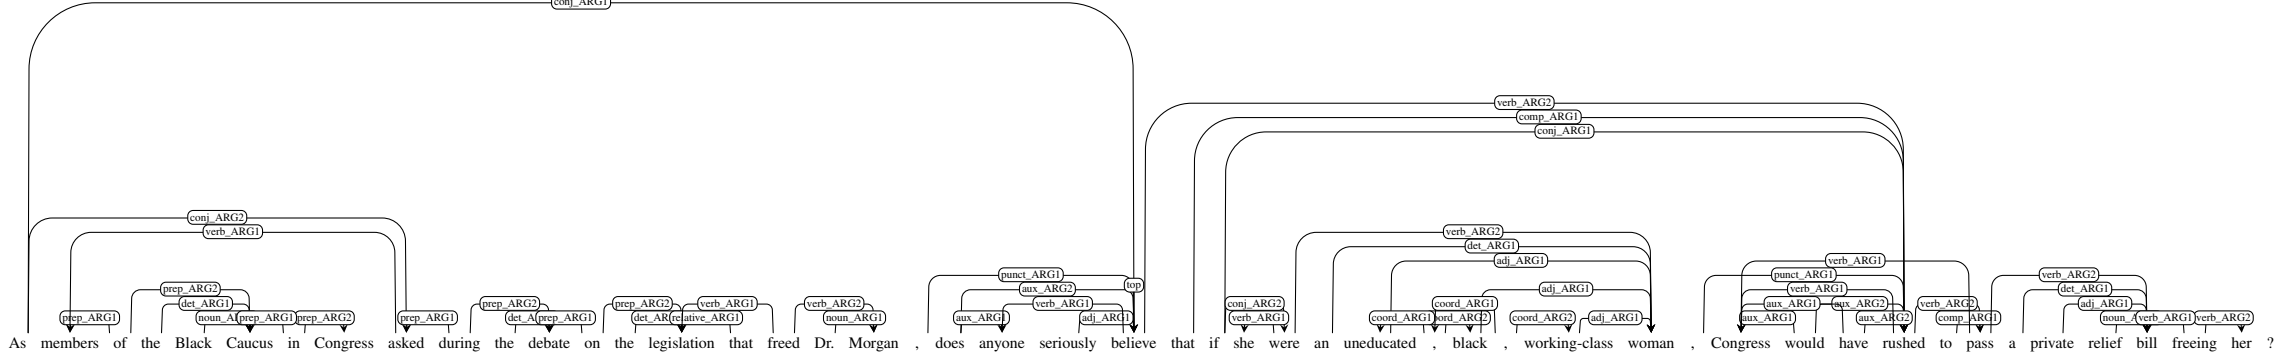 conj_ARG1
verb_ARG2
comp_ARG1
conj_ARG1
conj_ARG2
verb_ARG1
verb_ARG2
det_ARG1
adj_ARG1
verb_ARG1
punct_ARG1 top punct_ARG1 verb_ARG2
prep_ARG2 aux_ARG2 adj_ARG1 verb_ARG1 det_ARG1
det_ARG1 prep_ARG2 prep_ARG2 verb_ARG1 verb_ARG2 verb_ARG1 conj_ARG2 coord_ARG1 aux_ARG1 aux_ARG2 verb_ARG2 adj_ARG1
prep_ARG1 prep_ARG1 prep_ARG2 prep_ARG1 prep_ARG1 noun_ARG1 aux_ARG1 adj_ARG1 verb_ARG1 coord_ARG1 coord_ARG2 adj_ARG1 aux_ARG1 aux_ARG2 comp_ARG1 verb_ARG1 verb_ARG2
As members of the Black Caucus in Congress asked during the debate on the legislation that freed Dr. Morgan , does anyone seriously believe that if she were an uneducated , black , working-class woman , Congress would have rushed to pass a private relief bill freeing her ?